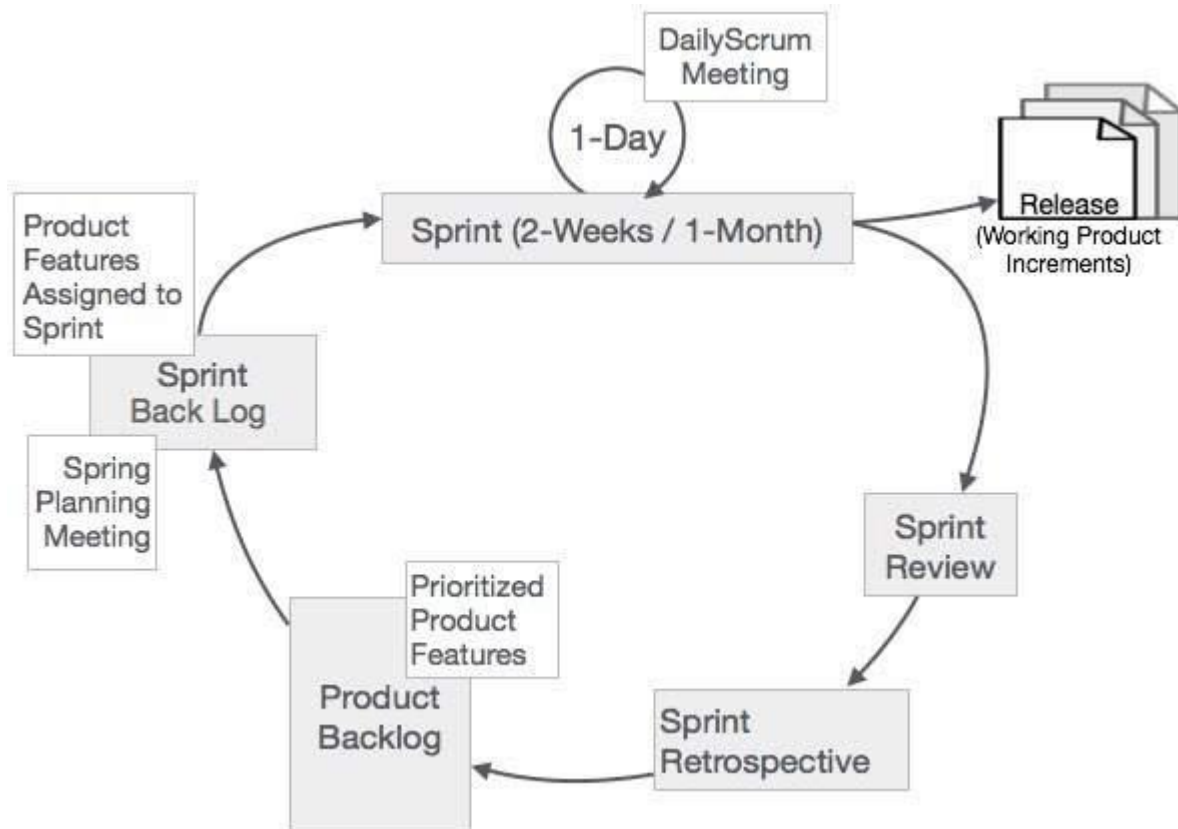 DailyScrum
Meeting
1-Day
Sprint (2-Weeks / 1-Month)
Release
(Working Product
Increments)
Product
Features
Assigned to
Sprint
Sprint
Back Log
Spring
Planning
Meeting
Sprint
Review
Prioritized
Product
Features
Product
Backlog
Sprint
Retrospective